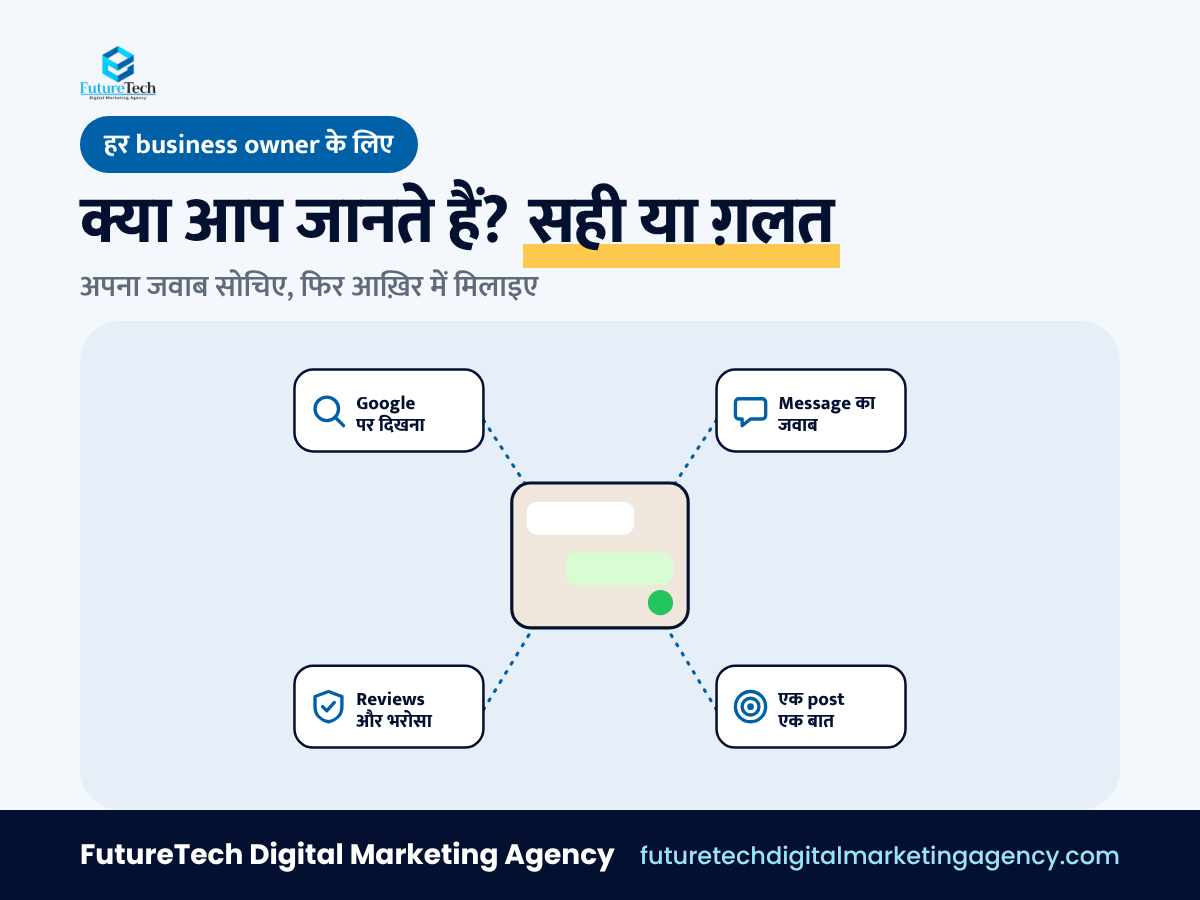 FutureTech
Digital Marketing Agency
हर business owner के लिए
क्या आप जानते हैं? सही या ग़लत
अपना जवाब सोचिए, फिर आख़िर में मिलाइए
Google
पर दिखना
Message का
जवाब
Reviews
और भरोसा
एक post
एक बात
FutureTech Digital Marketing Agency
futuretechdigitalmarketingagency.com